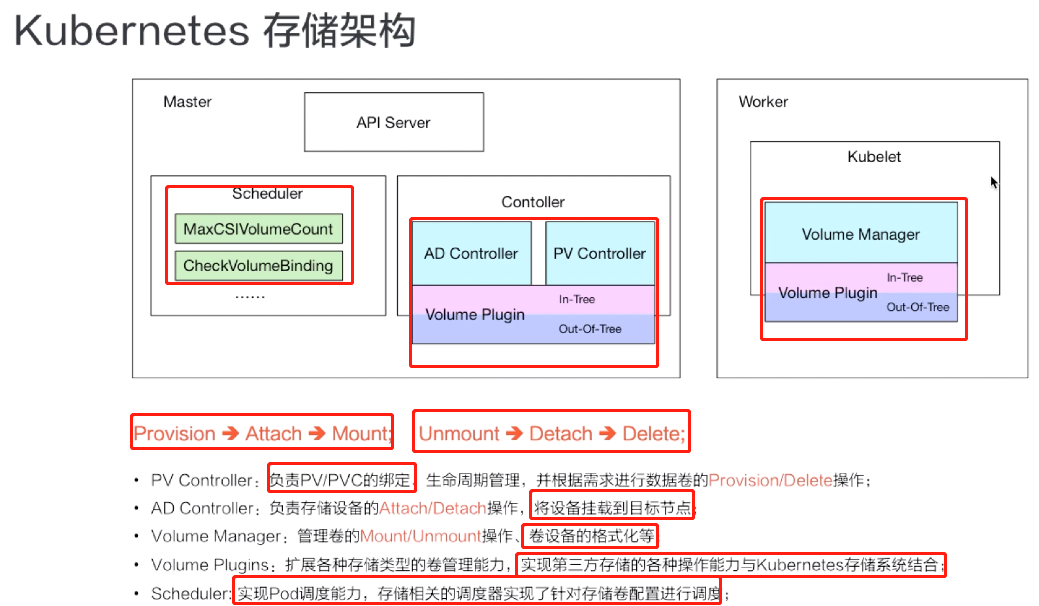 Kubernetes 存储架构
Master
API Server
Scheduler
MaxCSIVolumeCount
CheckVolumeBinding
......
Contoller
AD Controller
PV Controller
Volume Plugin
In-Tree
Out-Of-Tree
Worker
Kubelet
Volume Manager
Volume Plugin
In-Tree
Out-Of-Tree
Provision ➔ Attach ➔ Mount; Unmount ➔ Detach ➔ Delete;
• PV Controller: 负责PV/PVC的绑定、生命周期管理，并根据需求进行数据卷的Provision/Delete操作；
• AD Controller：负责存储设备的Attach/Detach操作，将设备挂载到目标节点；
• Volume Manager：管理卷的Mount/Unmount操作、卷设备的格式化等
• Volume Plugins：扩展各种存储类型的卷管理能力，实现第三方存储的各种操作能力与Kubernetes存储系统结合；
• Scheduler: 实现Pod调度能力，存储相关的调度器实现了针对存储卷配置进行调度；